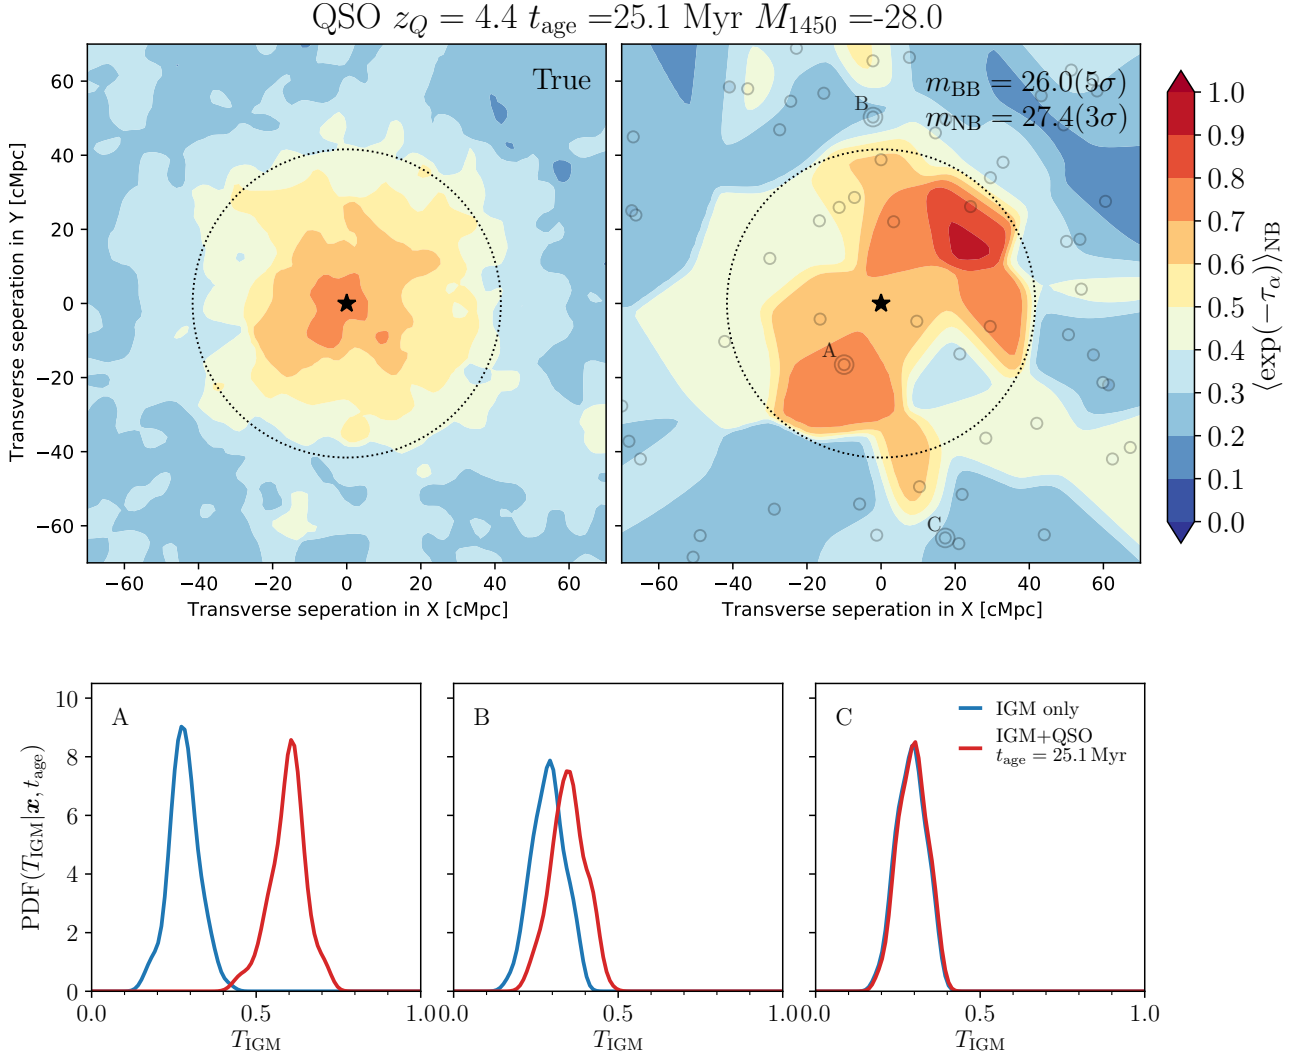 QSO z_Q = 4.4 t_age =25.1 Myr M_1450 =-28.0
True
m_BB = 26.0(5σ)
m_NB = 27.4(3σ)
A
B
C
60
40
20
0
−20
−40
−60
Transverse seperation in Y [cMpc]
−60 −40 −20 0 20 40 60
Transverse seperation in X [cMpc]
−60 −40 −20 0 20 40 60
Transverse seperation in X [cMpc]
1.0
0.9
0.8
0.7
0.6
0.5
0.4
0.3
0.2
0.1
0.0
⟨exp(−τ_α)⟩_NB
A
B
C
IGM only
IGM+QSO
t_age = 25.1 Myr
10
8
6
4
2
0
PDF(T_IGM|x, t_age)
0.0 0.5 1.0
T_IGM
0.0 0.5 1.0
T_IGM
0.0 0.5 1.0
T_IGM